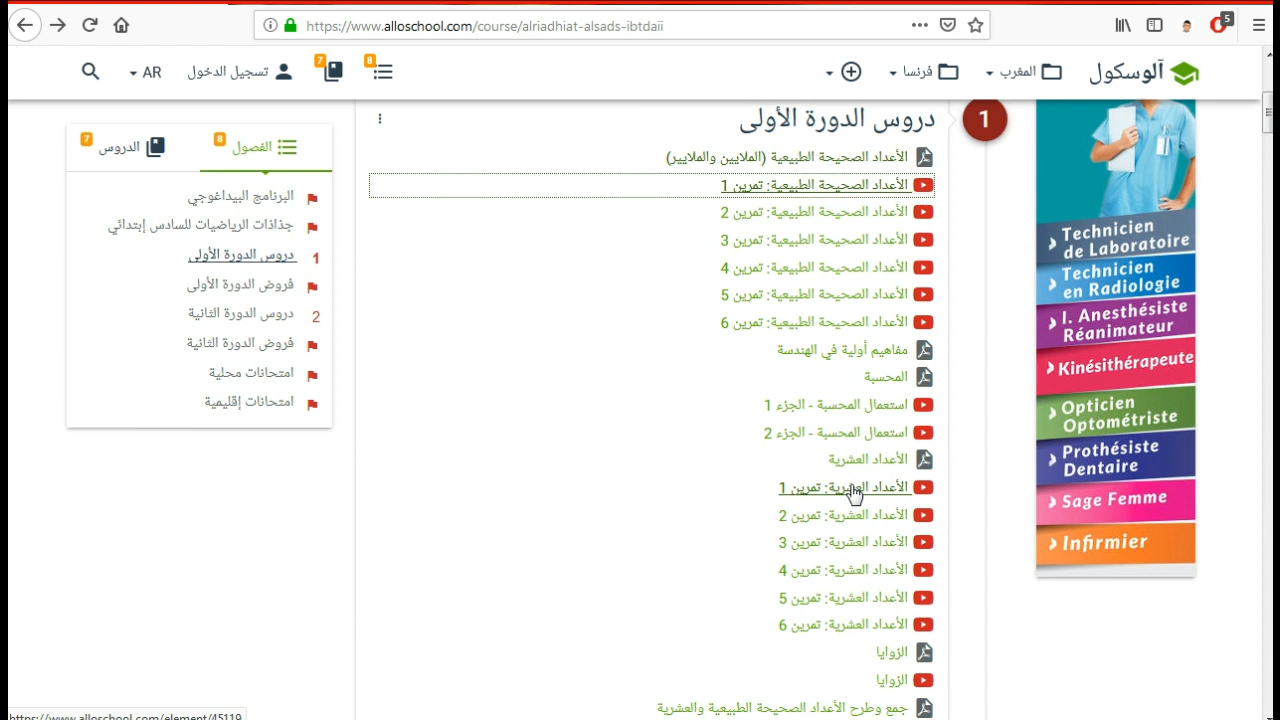 https://www.alloschool.com/course/alriadhiat-alsads-ibtdaii
5
آلوسكول
المغرب
فرنسا
8
7
تسجيل الدخول
AR
1
دروس الدورة الأولى
الأعداد الصحيحة الطبيعية (الملايين والملايير)
الأعداد الصحيحة الطبيعية: تمرين 1
الأعداد الصحيحة الطبيعية: تمرين 2
الأعداد الصحيحة الطبيعية: تمرين 3
الأعداد الصحيحة الطبيعية: تمرين 4
الأعداد الصحيحة الطبيعية: تمرين 5
الأعداد الصحيحة الطبيعية: تمرين 6
مفاهيم أولية في الهندسة
المحسبة
استعمال المحسبة - الجزء 1
استعمال المحسبة - الجزء 2
الأعداد العشرية
الأعداد العشرية: تمرين 1
الأعداد العشرية: تمرين 2
الأعداد العشرية: تمرين 3
الأعداد العشرية: تمرين 4
الأعداد العشرية: تمرين 5
الأعداد العشرية: تمرين 6
الزوايا
الزوايا
جمع وطرح الأعداد الصحيحة الطبيعية والعشرية
الفصول 8
الدروس 7
البرنامج البيداغوجي
جذاذات الرياضيات للسادس إبتدائي
1 دروس الدورة الأولى
فروض الدورة الأولى
2 دروس الدورة الثانية
فروض الدورة الثانية
امتحانات محلية
امتحانات إقليمية
Technicien
de Laboratoire
Technicien
en Radiologie
I. Anesthésiste
Réanimateur
Kinésithérapeute
Opticien
Optométriste
Prothésiste
Dentaire
Sage Femme
Infirmier
https://www.alloschool.com/element/45119